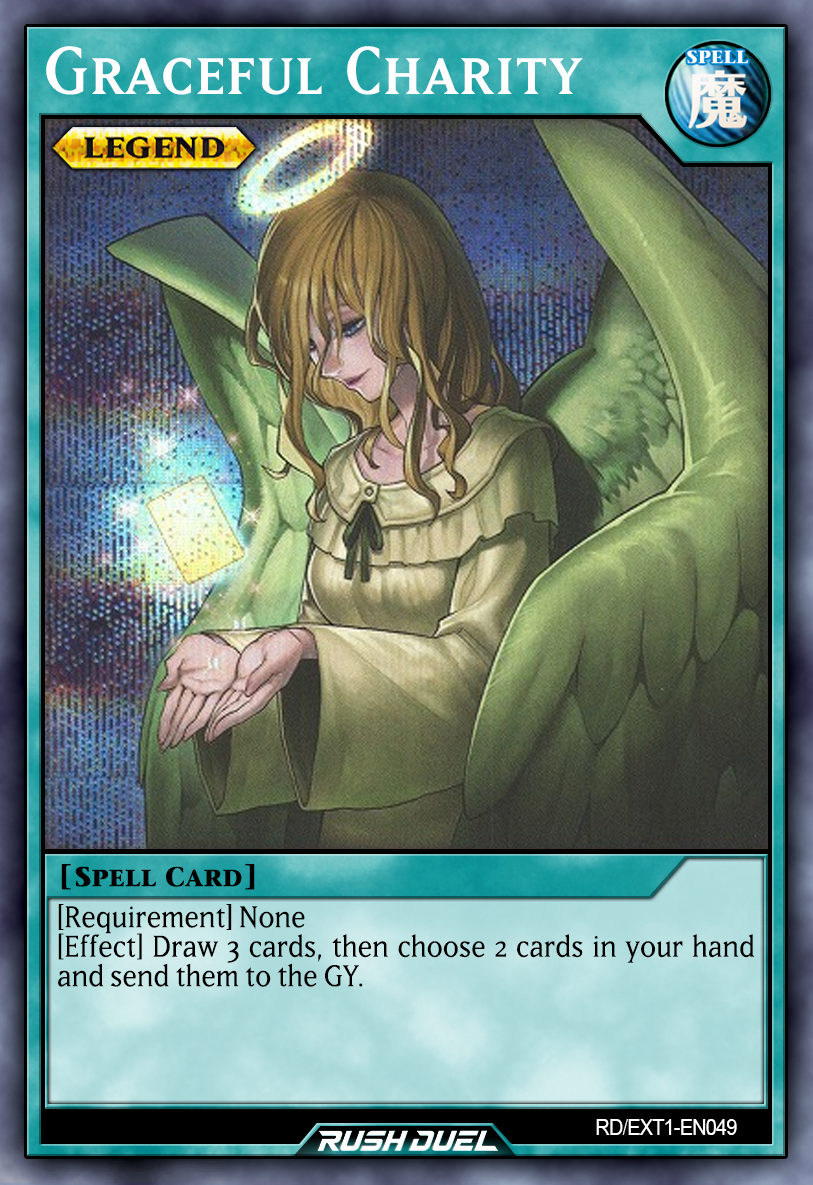 Graceful Charity
SPELL
魔
LEGEND
[Spell Card]
[Requirement] None
[Effect] Draw 3 cards, then choose 2 cards in your hand
and send them to the GY.
RD/EXT1-EN049
RUSH DUEL